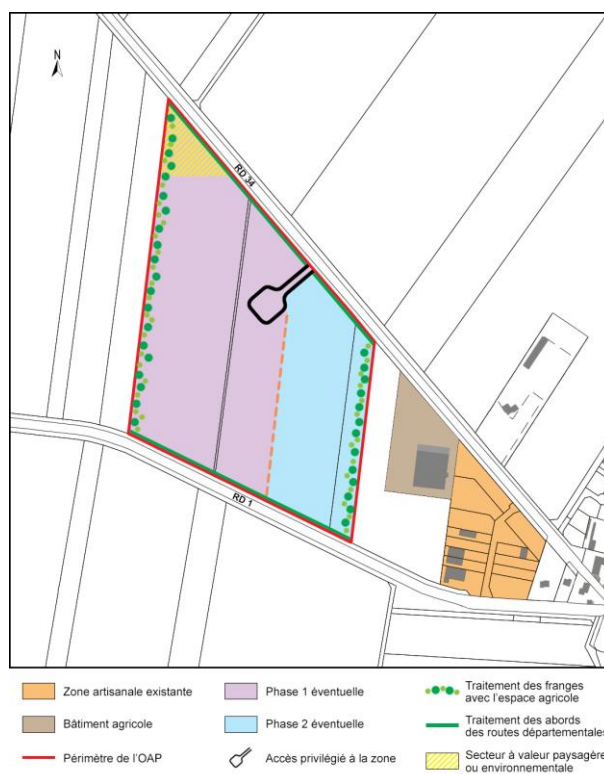 N
RD 34
RD 1
Zone artisanale existante
Phase 1 éventuelle
Traitement des franges
avec l'espace agricole
Bâtiment agricole
Phase 2 éventuelle
Traitement des abords
des routes départementales
Périmètre de l'OAP
Accès privilégié à la zone
Secteur à valeur paysagère
ou environnementale